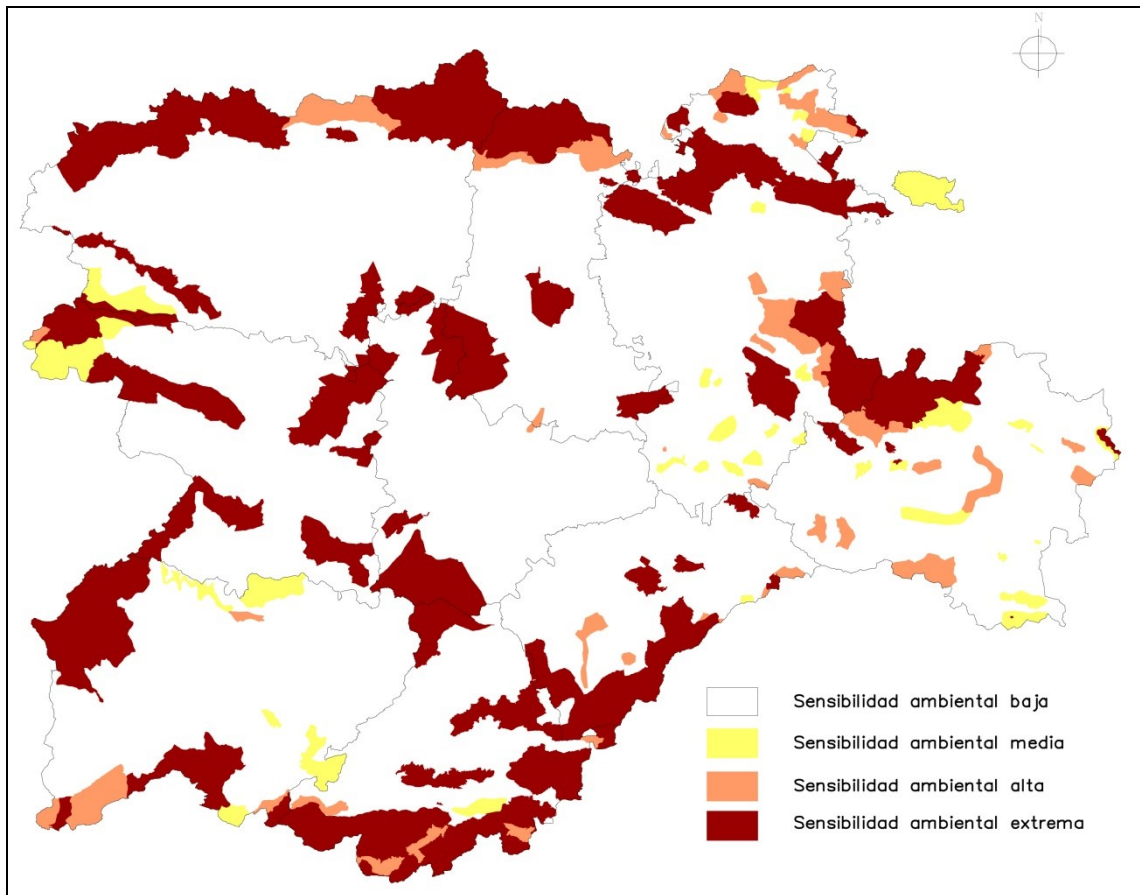 N
Sensibilidad ambiental baja
Sensibilidad ambiental media
Sensibilidad ambiental alta
Sensibilidad ambiental extrema